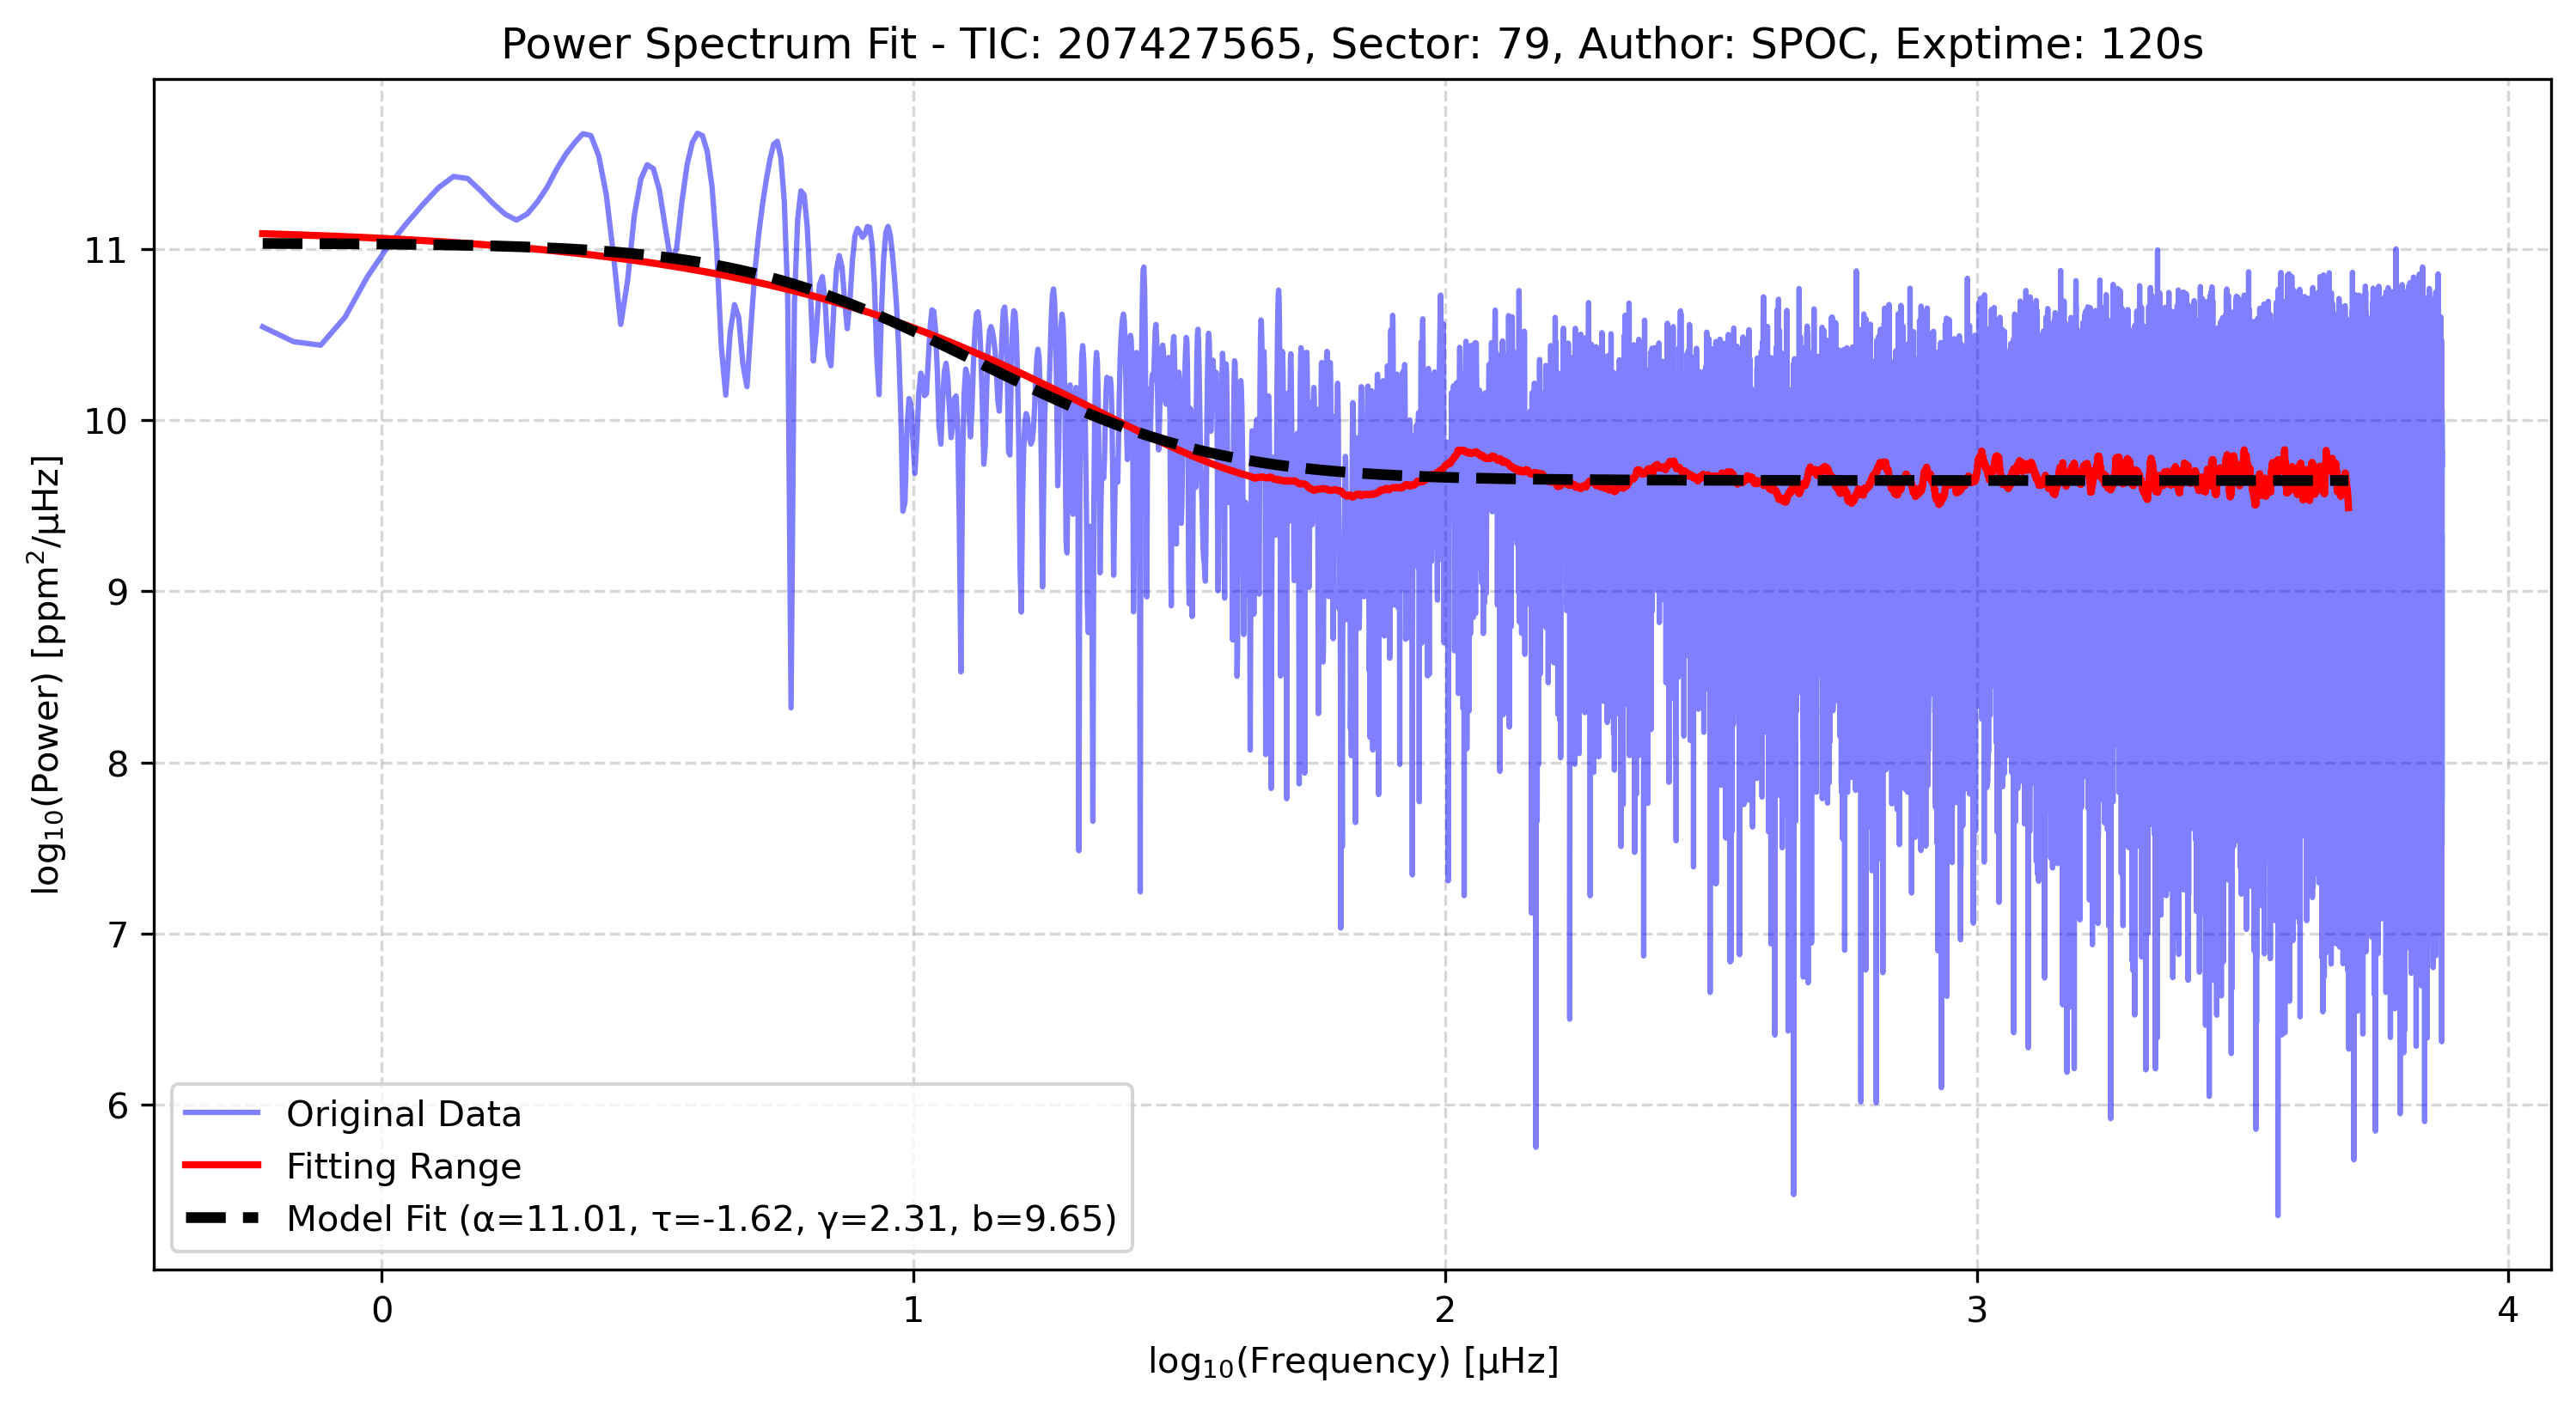 Power Spectrum Fit - TIC: 207427565, Sector: 79, Author: SPOC, Exptime: 120s
log₁₀(Power) [ppm²/μHz]
11
10
9
8
7
6
Original Data
Fitting Range
Model Fit (α=11.01, τ=-1.62, γ=2.31, b=9.65)
0 1 2 3 4
log₁₀(Frequency) [μHz]